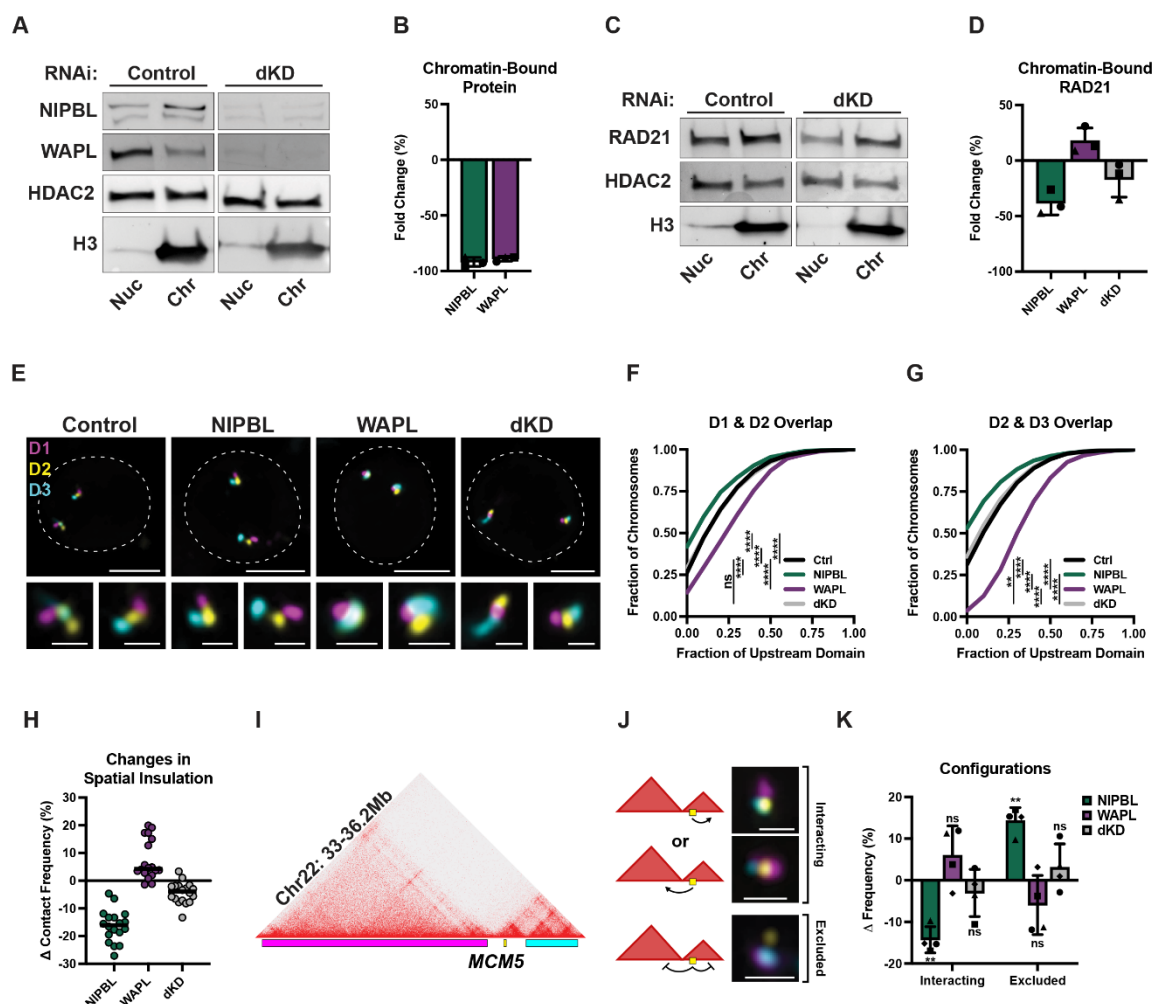 A
RNAi: Control dKD
NIPBL
WAPL
HDAC2
H3
Nuc Chr Nuc Chr
B
Chromatin-Bound
Protein
Fold Change (%)
50
0
-50
-100
NIPBL WAPL
C
RNAi: Control dKD
RAD21
HDAC2
H3
Nuc Chr Nuc Chr
D
Chromatin-Bound
RAD21
Fold Change (%)
50
0
-50
-100
NIPBL WAPL dKD
E
Control NIPBL WAPL dKD
D1
D2
D3
F
D1 & D2 Overlap
Fraction of Chromosomes
1.00
0.75
0.50
0.25
0.00
0.00 0.25 0.50 0.75 1.00
Fraction of Upstream Domain
ns **** **** **** **** ****
Ctrl
NIPBL
WAPL
dKD
G
D2 & D3 Overlap
Fraction of Chromosomes
1.00
0.75
0.50
0.25
0.00
0.00 0.25 0.50 0.75 1.00
Fraction of Upstream Domain
** **** **** **** **** ****
Ctrl
NIPBL
WAPL
dKD
H
Changes in
Spatial Insulation
Δ Contact Frequency (%)
30
20
10
0
-10
-20
-30
NIPBL WAPL dKD
I
Chr22: 33-36.2Mb
MCM5
J
or
Interacting
Excluded
K
Configurations
Δ Frequency (%)
20
10
0
-10
-20
** ns ns ** ns ns
Interacting Excluded
NIPBL
WAPL
dKD